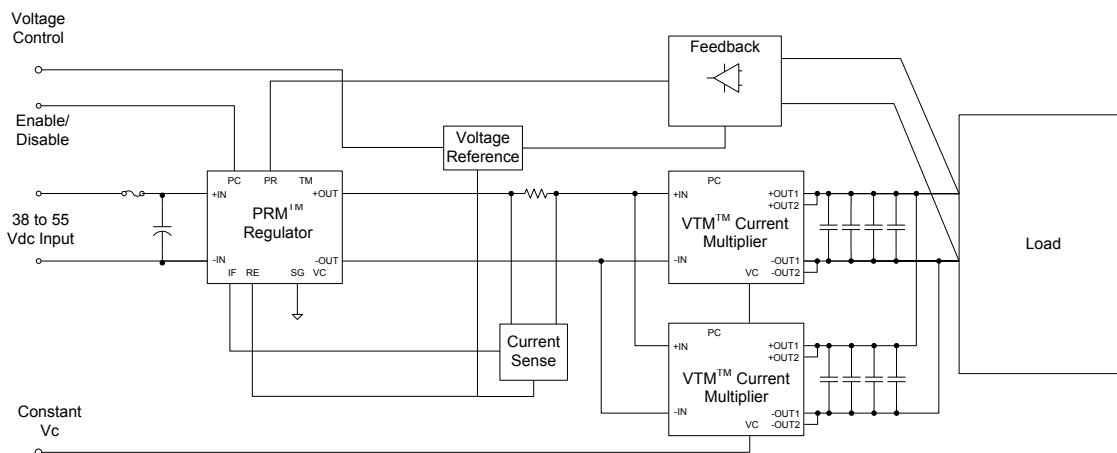 Voltage
Control
Enable/
Disable
38 to 55
Vdc Input
Constant
Vc
PC PR TM
+IN
+OUT
PRM™
Regulator
-IN
-OUT
IF RE SG VC
Voltage
Reference
Feedback
Current
Sense
PC
+IN
+OUT1
+OUT2
VTM™ Current
Multiplier
-IN
-OUT1
-OUT2
VC
PC
+IN
+OUT1
+OUT2
VTM™ Current
Multiplier
-IN
-OUT1
-OUT2
VC
Load